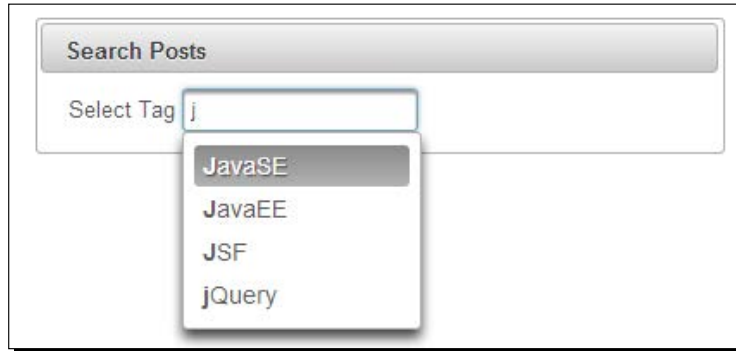 Search Posts
Select Tag j
JavaSE
JavaEE
JSF
jQuery